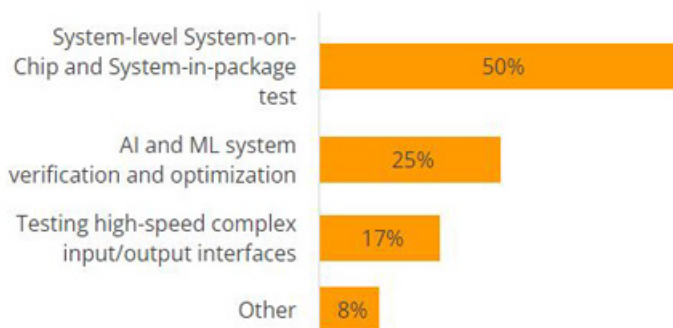 System-level System-on-
Chip and System-in-package
test
50%
AI and ML system
verification and optimization
25%
Testing high-speed complex
input/output interfaces
17%
Other
8%